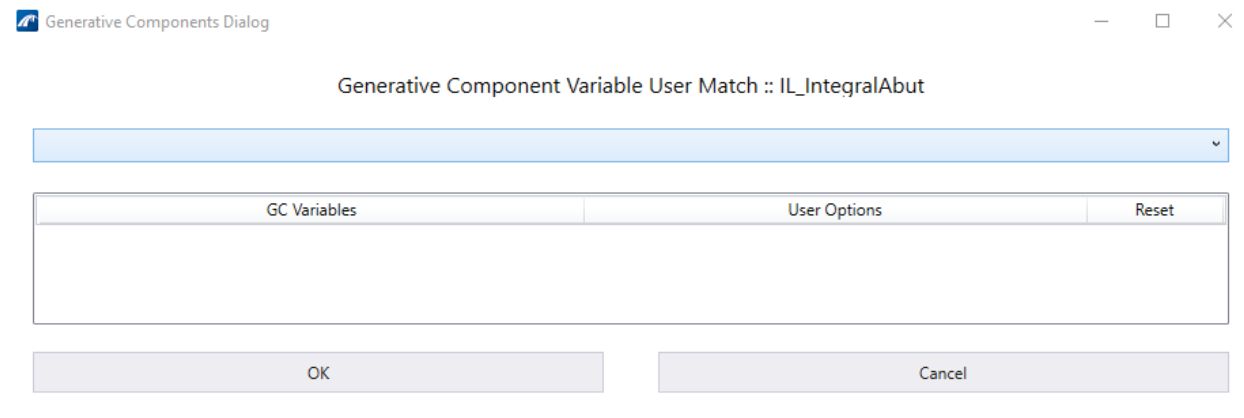 Generative Components Dialog
Generative Component Variable User Match :: IL_IntegralAbut
GC Variables User Options Reset
OK Cancel